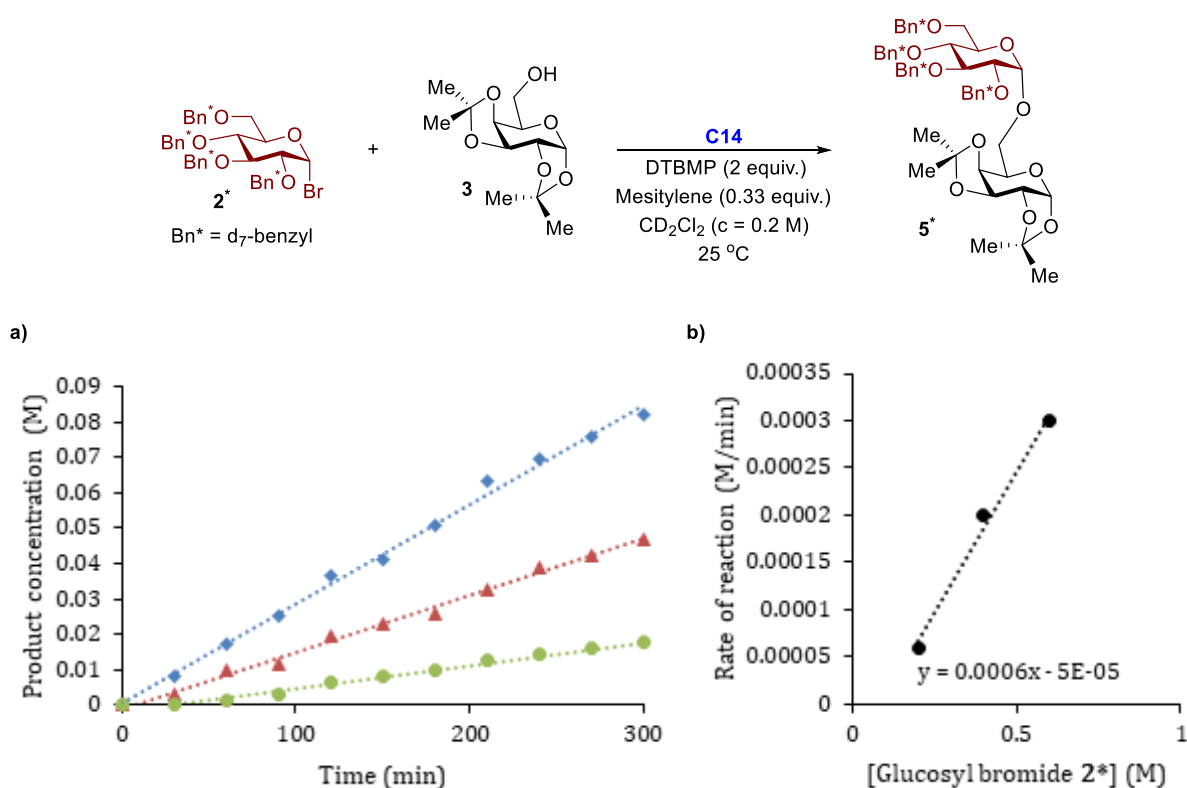 Bn*O
Bn*O
Bn*O
Bn*O
Br
2*
Bn* = d7-benzyl
+
OH
Me
Me
O
O
O
O
O
3
Me
Me
C14
DTBMP (2 equiv.)
Mesitylene (0.33 equiv.)
CD2Cl2 (c = 0.2 M)
25 oC
Bn*O
Bn*O
Bn*O
Bn*O
O
O
Me
Me
O
O
O
O
O
5*
Me
Me
a)
Product concentration (M)
0.09
0.08
0.07
0.06
0.05
0.04
0.03
0.02
0.01
0
0 100 200 300
Time (min)
b)
Rate of reaction (M/min)
0.00035
0.0003
0.00025
0.0002
0.00015
0.0001
0.00005
0
y = 0.0006x - 5E-05
0 0.5 1
[Glucosyl bromide 2*] (M)